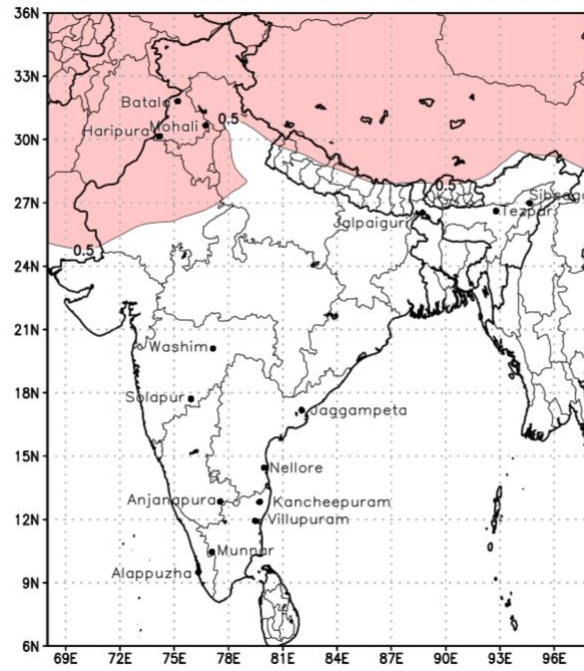 36N
33N
Batala
Mohali
0.5
30N
Haripura
27N
0.5
Sibsaga
Tezpur
Jalpaiguri
0.5
24N
21N
Washim
18N
Solapur
Jaggampeta
15N
Nellore
Anjanapura
Kancheepuram
12N
Villupuram
Munnar
Alappuzha
9N
6N
69E 72E 75E 78E 81E 84E 87E 90E 93E 96E